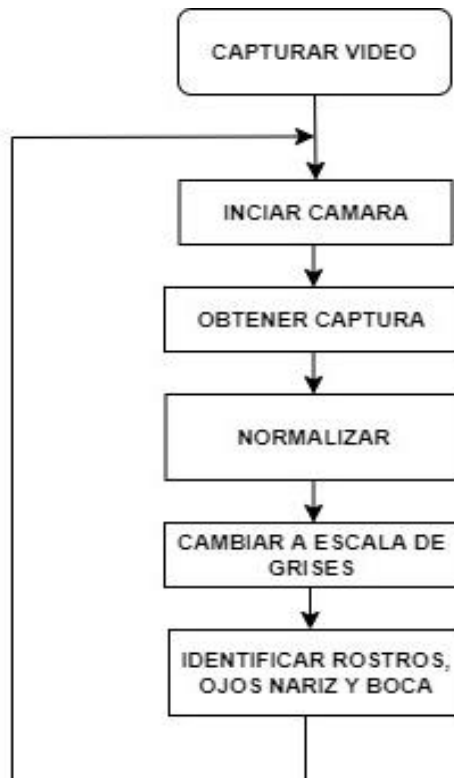 CAPTURAR VIDEO
INCIAR CAMARA
OBTENER CAPTURA
NORMALIZAR
CAMBIAR A ESCALA DE
GRISES
IDENTIFICAR ROSTROS,
OJOS NARIZ Y BOCA